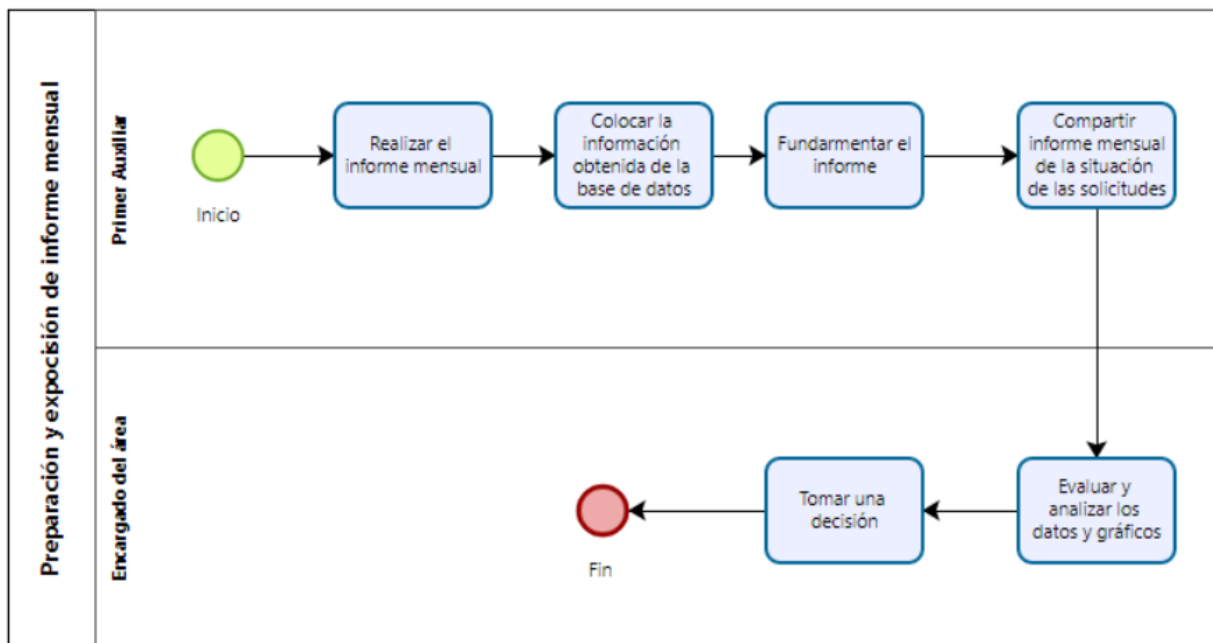 Preparación y expocisión de informe mensual
Primer Auxiliar
Inicio
Realizar el
informe mensual
Colocar la
información
obtenida de la
base de datos
Fundarmentar el
informe
Compartir
informe mensual
de la situación
de las solicitudes
Encargado del área
Evaluar y
analizar los
datos y gráficos
Tomar una
decisión
Fin